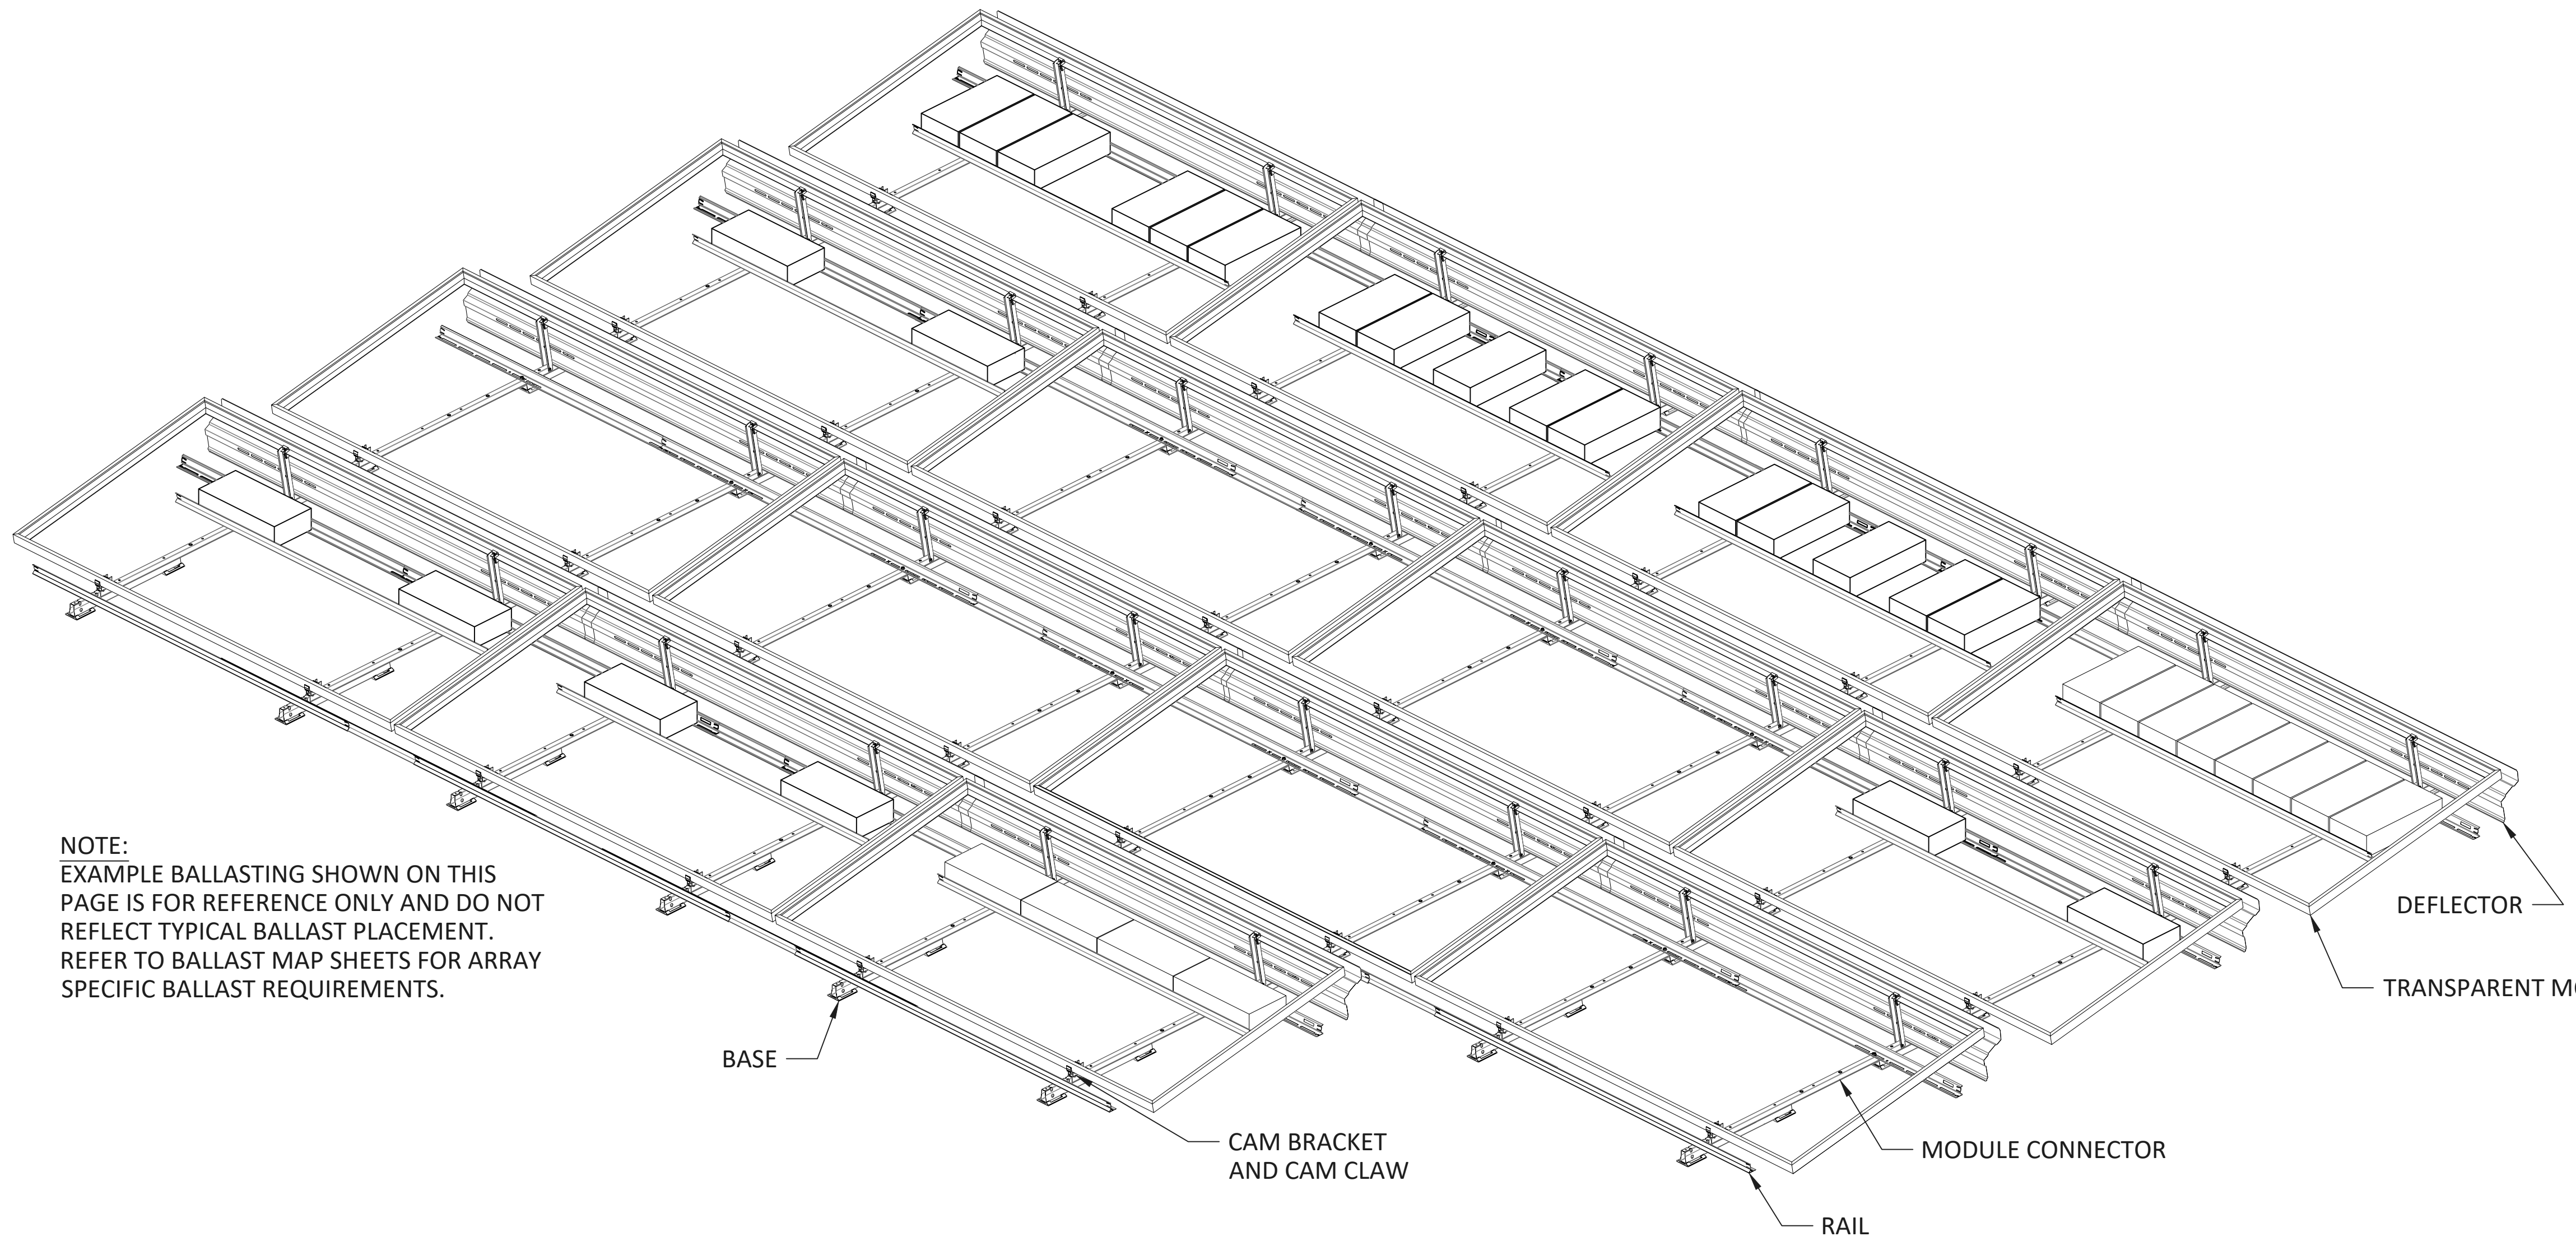 NOTE:
EXAMPLE BALLASTING SHOWN ON THIS
PAGE IS FOR REFERENCE ONLY AND DO NOT
REFLECT TYPICAL BALLAST PLACEMENT.
REFER TO BALLAST MAP SHEETS FOR ARRAY
SPECIFIC BALLAST REQUIREMENTS.
DEFLECTOR
TRANSPARENT
BASE
CAM BRACKET
AND CAM CLAW
MODULE CONNECTOR
RAIL